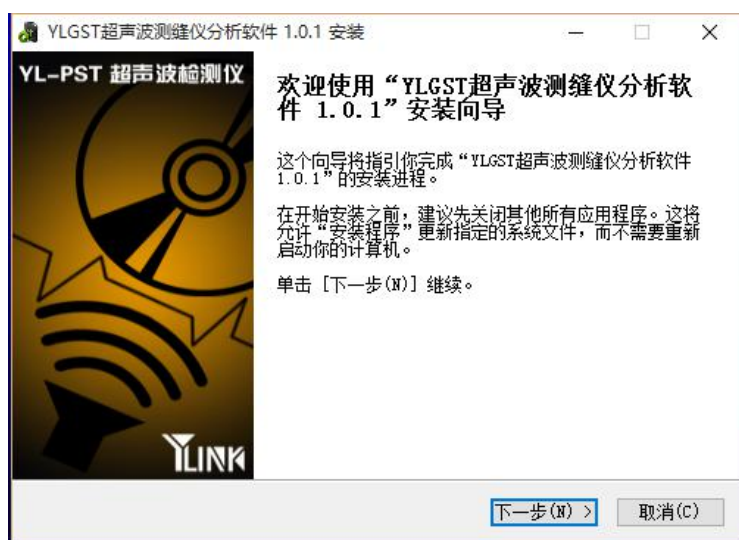 YLGST超声波测缝仪分析软件 1.0.1 安装
YL-PST 超声波检测仪
欢迎使用“YLGST超声波测缝仪分析软
件 1.0.1”安装向导
这个向导将指引你完成“YLGST超声波测缝仪分析软件
1.0.1”的安装进程。
在开始安装之前，建议先关闭其他所有应用程序。这将
允许“安装程序”更新指定的系统文件，而不需要重新
启动你的计算机。
单击 [下一步(N)] 继续。
YLINK
下一步(N) >
取消(C)